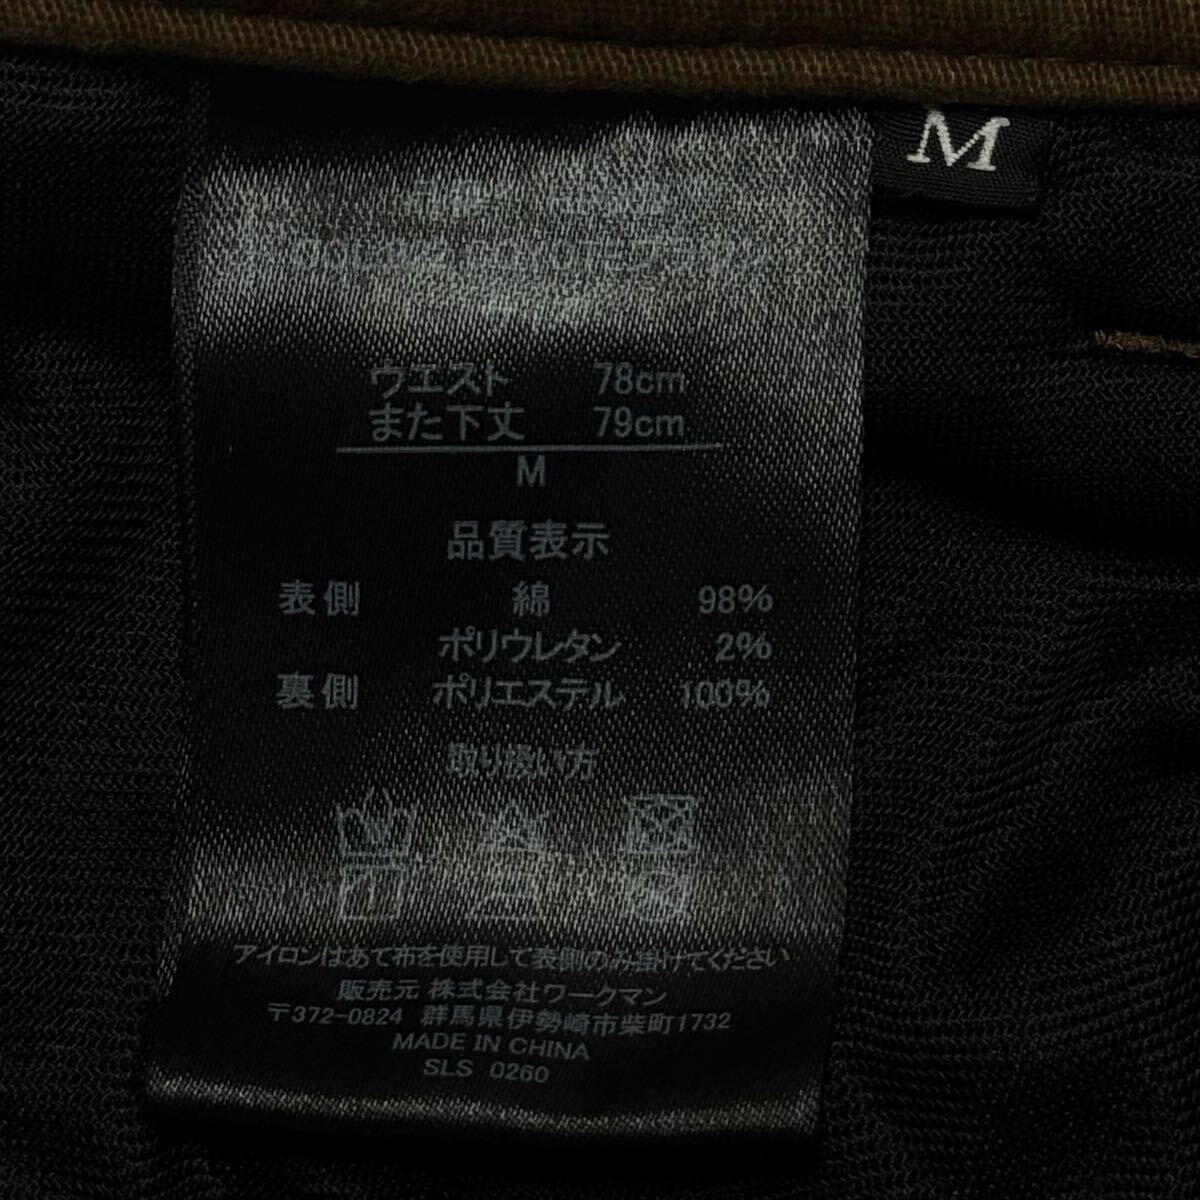 M
ウエスト 78cm
また下丈 79cm
M
品質表示
表側 綿 98%
ポリウレタン 2%
裏側 ポリエステル 100%
取り扱い方
アイロンはあて布を使用して表側のみ掛けてください
販売元 株式会社ワークマン
〒372-0824 群馬県伊勢崎市柴町1732
MADE IN CHINA
SLS 0260